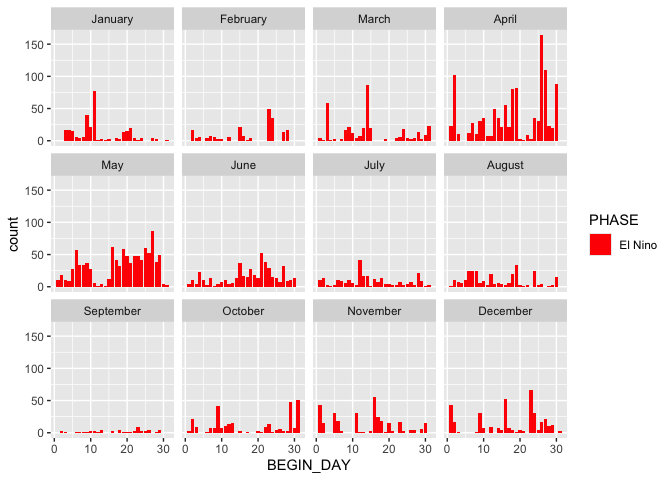 January February March April
150
100
50
0
May June July August
count
150
100
50
0
PHASE
El Nino
September October November December
150
100
50
0
0 10 20 30 0 10 20 30 0 10 20 30 0 10 20 30
BEGIN_DAY